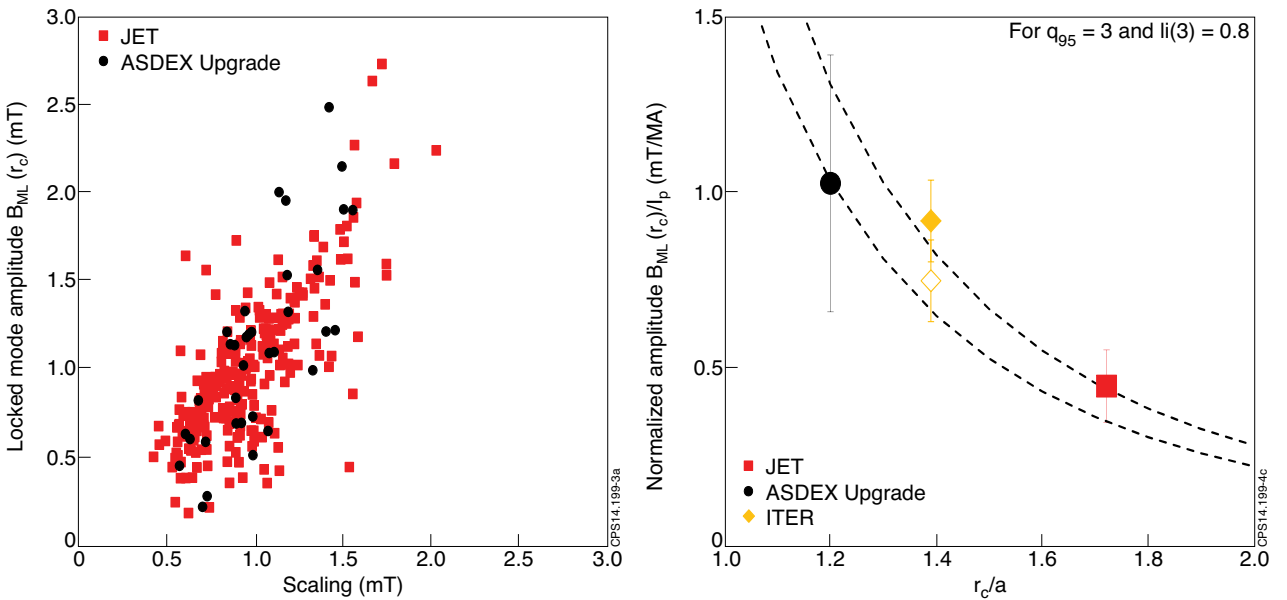 3.0
2.5
2.0
1.5
1.0
0.5
0
Locked mode amplitude B_ML (r_c) (mT)
JET
ASDEX Upgrade
0 0.5 1.0 1.5 2.0 2.5 3.0
Scaling (mT)
CPS14.199-3a
1.5
1.0
0.5
0
Normalized amplitude B_ML (r_c)/I_p (mT/MA)
For q_95 = 3 and li(3) = 0.8
JET
ASDEX Upgrade
ITER
1.0 1.2 1.4 1.6 1.8 2.0
r_c/a
CPS14.199-4c